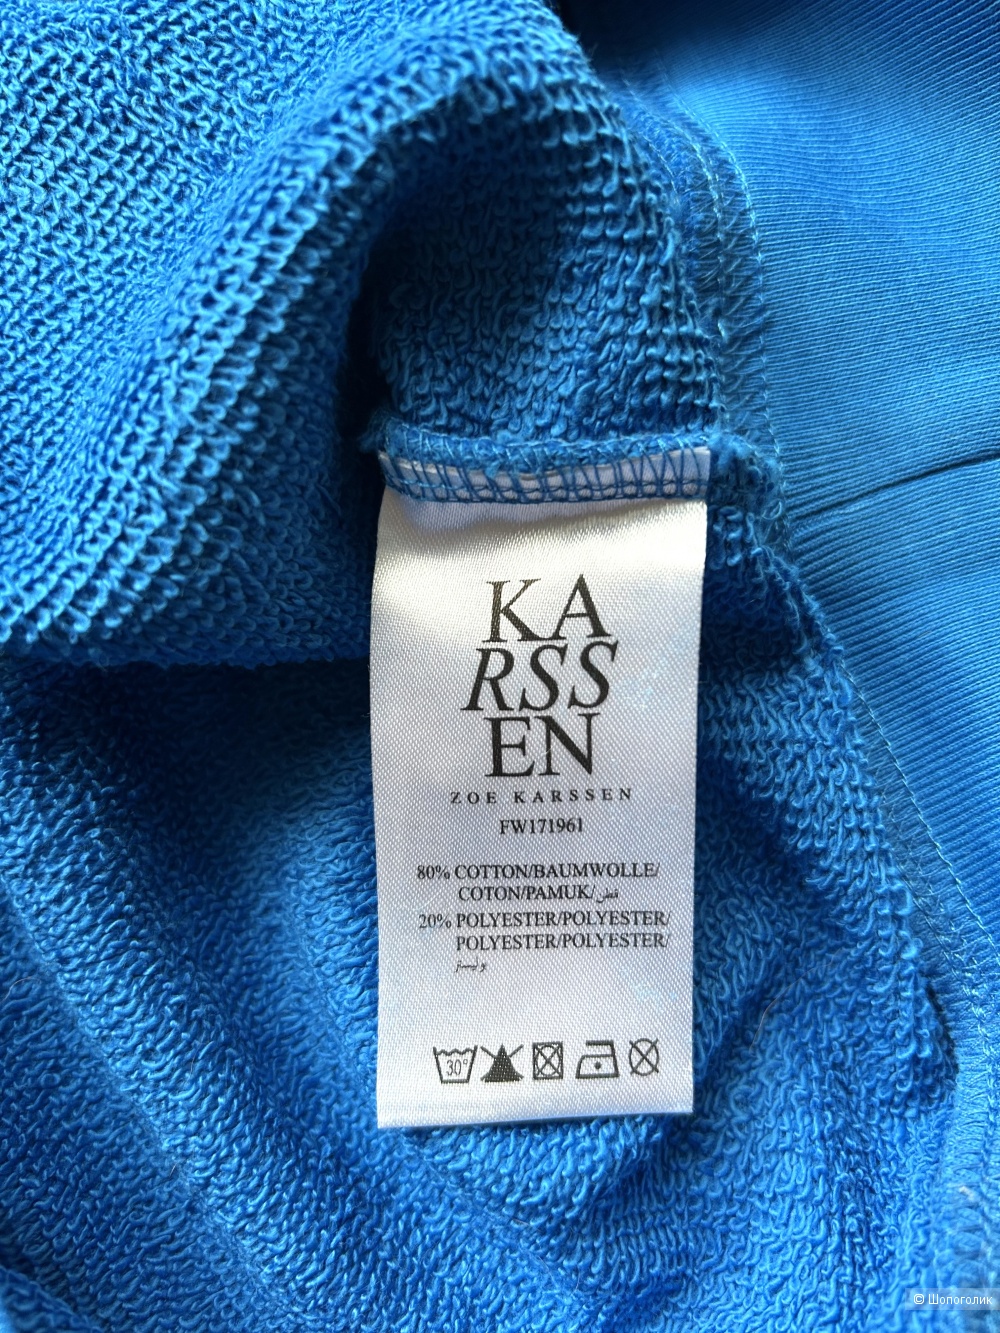 KA
RSS
EN
ZOE KARSSEN
FW171961
80% COTTON/BAUMWOLLE/
COTON/PAMUK/قطن
20% POLYESTER/POLYESTER/
POLYESTER/POLYESTER/
30°
© Шопоголик